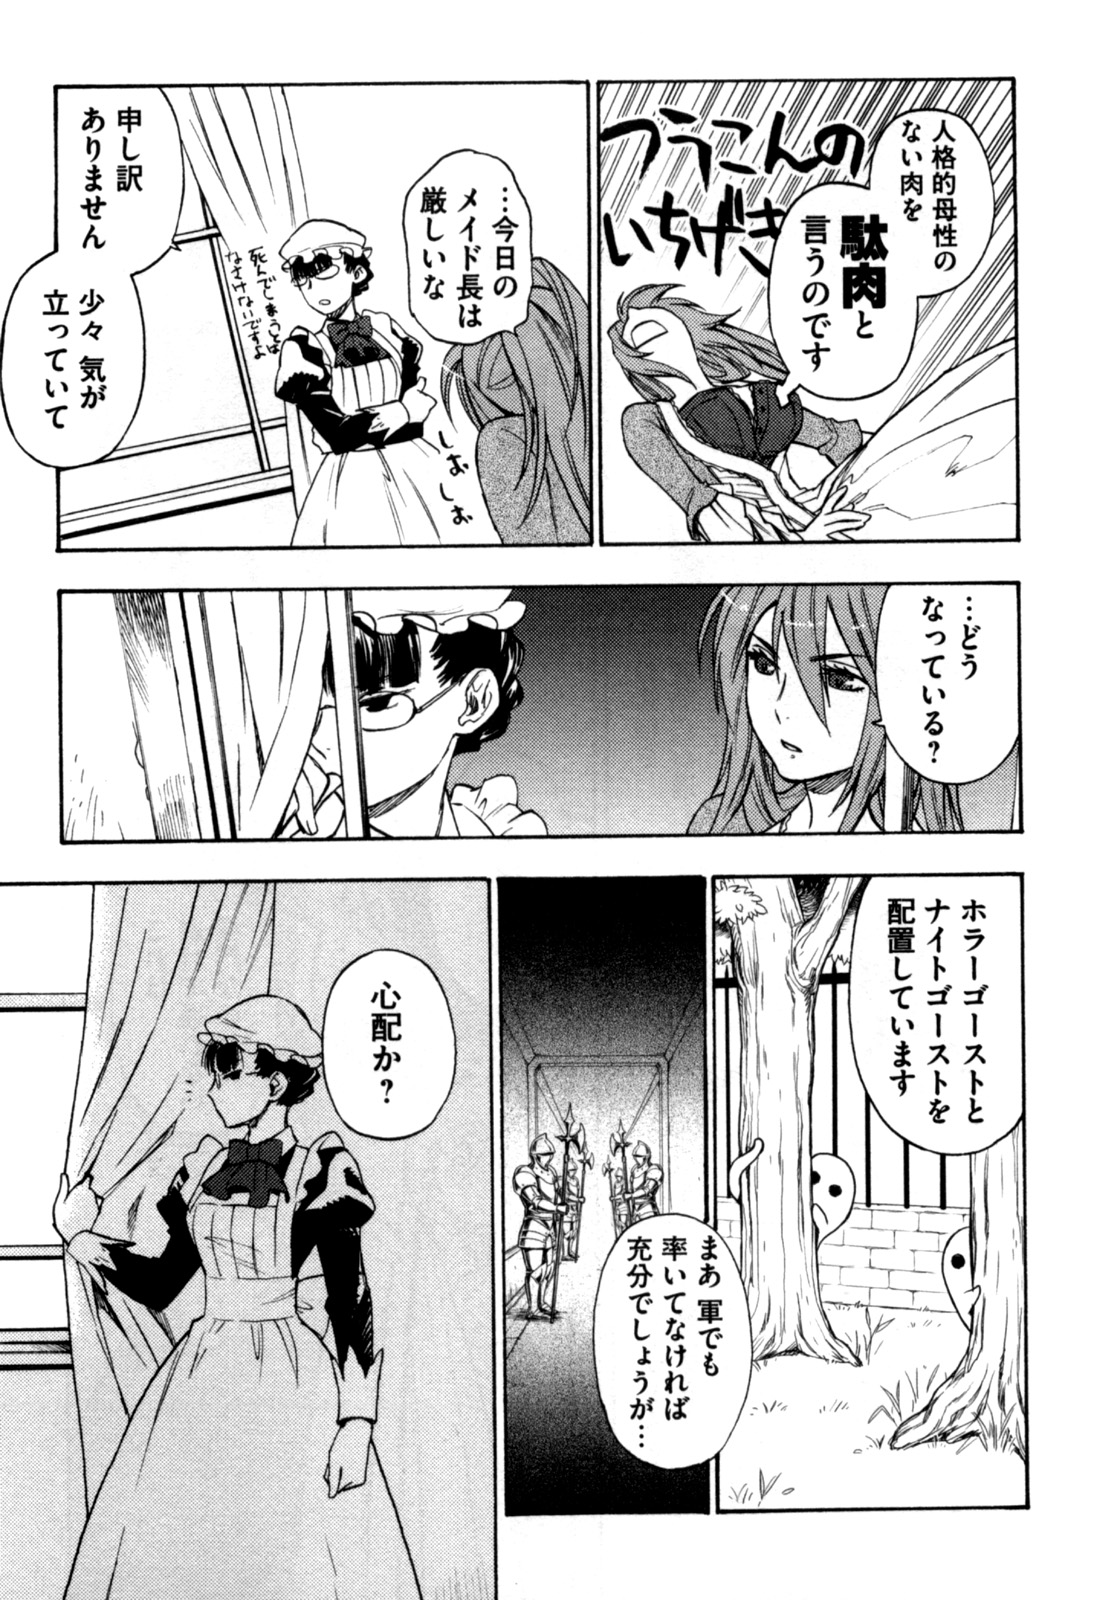 人格的母性の
ない肉を
駄肉と
言うのです
つうこんの
いちげき
…今日の
メイド長は
厳しいな
死んでしまうとは
なさけないですよ
しお
しお
申し訳
ありません
少々 気が
立っていて
…どう
なっている?
ホラーゴーストと
ナイトゴーストを
配置しています
まあ 軍でも
率いてなければ
充分でしょうが…
心配か?